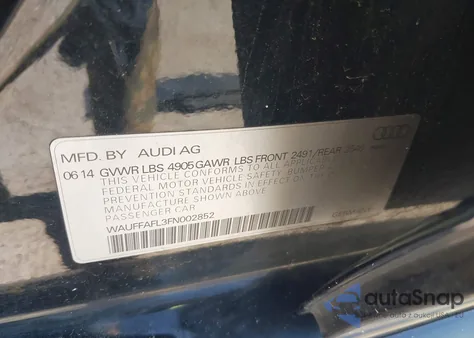 MFD. BY AUDI AG
06 14 GVWR LBS 4905 GAWR LBS FRONT 2491/REAR
THIS VEHICLE CONFORMS TO ALL APPLICABLE
FEDERAL MOTOR VEHICLE SAFETY, BUMPER,
PREVENTION STANDARDS IN EFFECT ON THE
MANUFACTURE SHOWN ABOVE
PASSENGER CAR
WAUFFAFL3FN002852
autaSnap